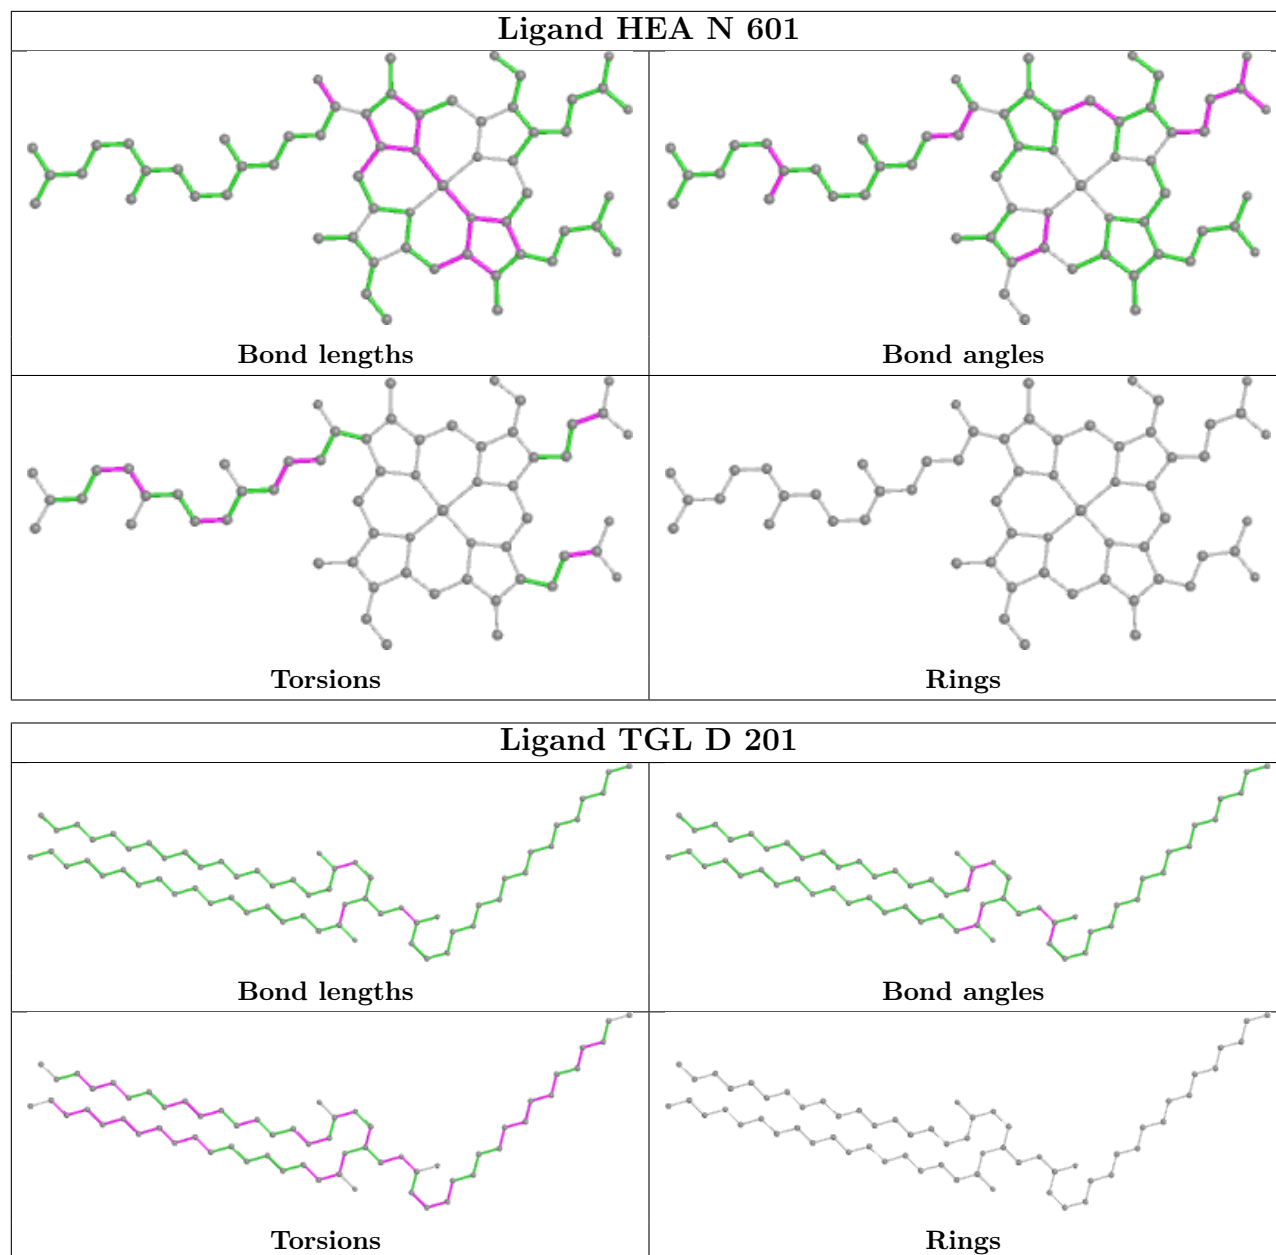 Ligand HEA N 601
Bond lengths
Bond angles
Torsions
Rings
Ligand TGL D 201
Bond lengths
Bond angles
Torsions
Rings